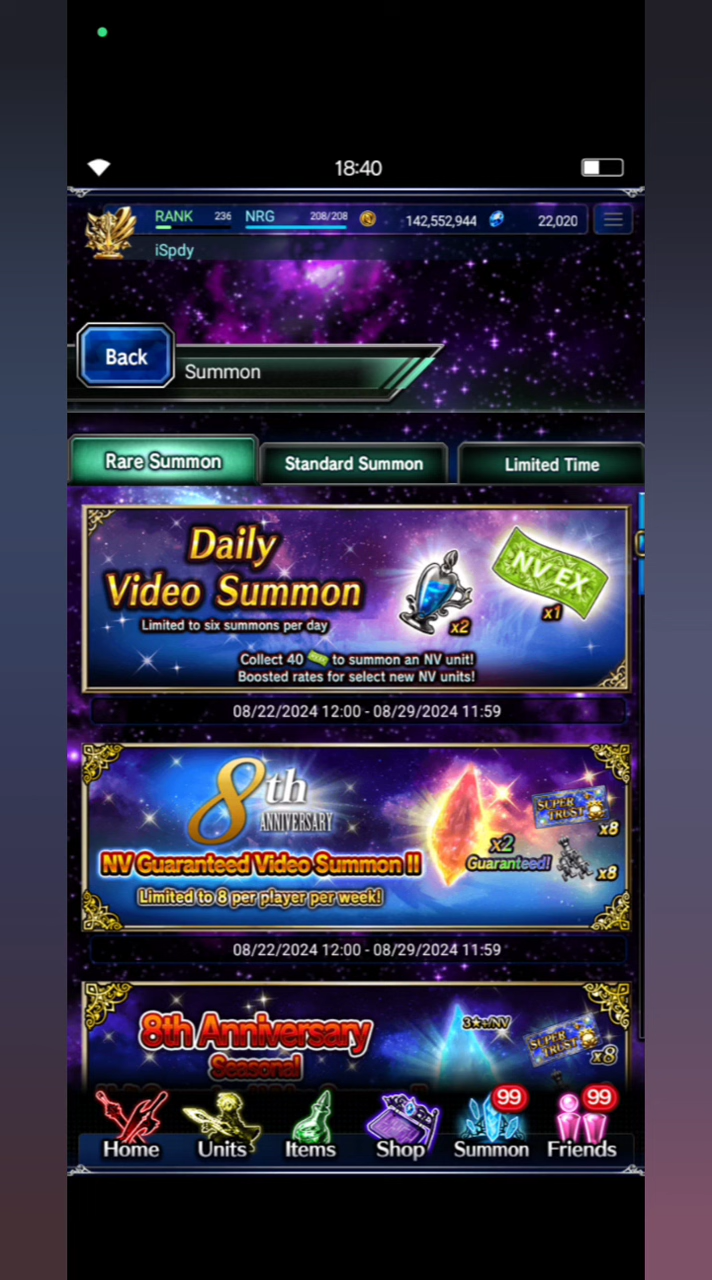 18:40
RANK 236 NRG 208/208 142,552,944 22,020
iSpdy
Back
Summon
Rare Summon Standard Summon Limited Time
Daily
Video Summon
Limited to six summons per day
NV EX
x2 x1
Collect 40 to summon an NV unit!
Boosted rates for select new NV units!
08/22/2024 12:00 - 08/29/2024 11:59
8th
ANNIVERSARY
SUPER TRUST
x8
NV Guaranteed Video Summon II
x2
Guaranteed!
x8
Limited to 8 per player per week!
08/22/2024 12:00 - 08/29/2024 11:59
8th Anniversary
Seasonal
3★+/NV
SUPER TRUST
x8
99 99
Home Units Items Shop Summon Friends